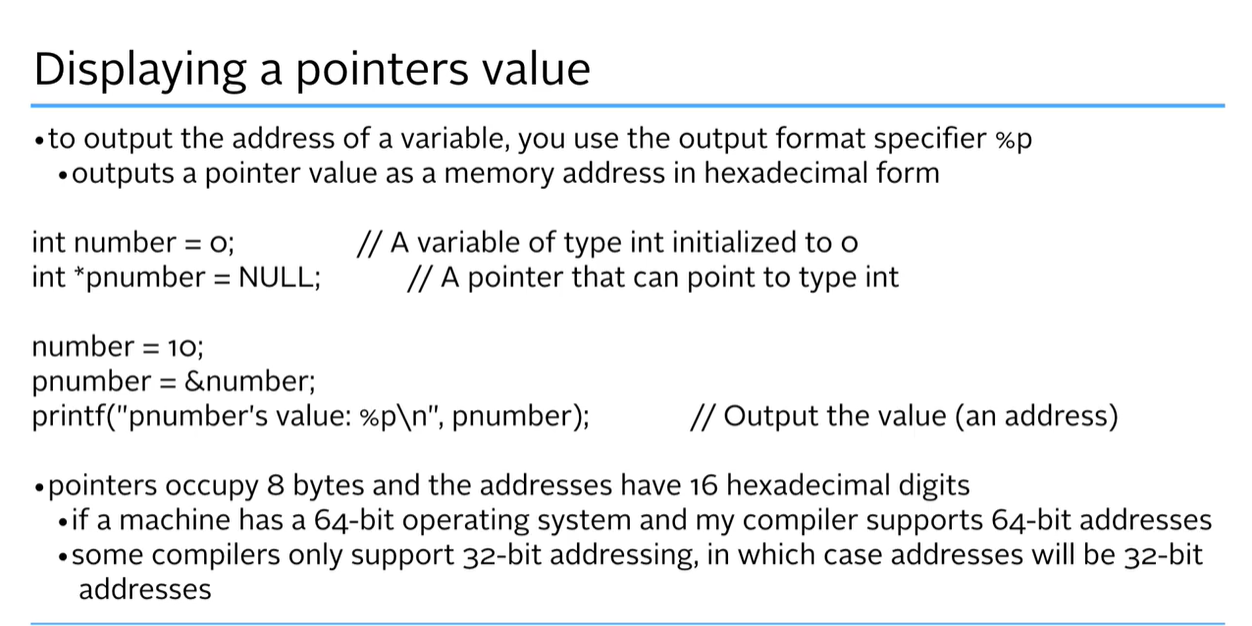 Displaying a pointers value
•to output the address of a variable, you use the output format specifier %p
•outputs a pointer value as a memory address in hexadecimal form
int number = 0; // A variable of type int initialized to 0
int *pnumber = NULL; // A pointer that can point to type int
number = 10;
pnumber = &number;
printf("pnumber's value: %p\n", pnumber); // Output the value (an address)
•pointers occupy 8 bytes and the addresses have 16 hexadecimal digits
•if a machine has a 64-bit operating system and my compiler supports 64-bit addresses
•some compilers only support 32-bit addressing, in which case addresses will be 32-bit
addresses